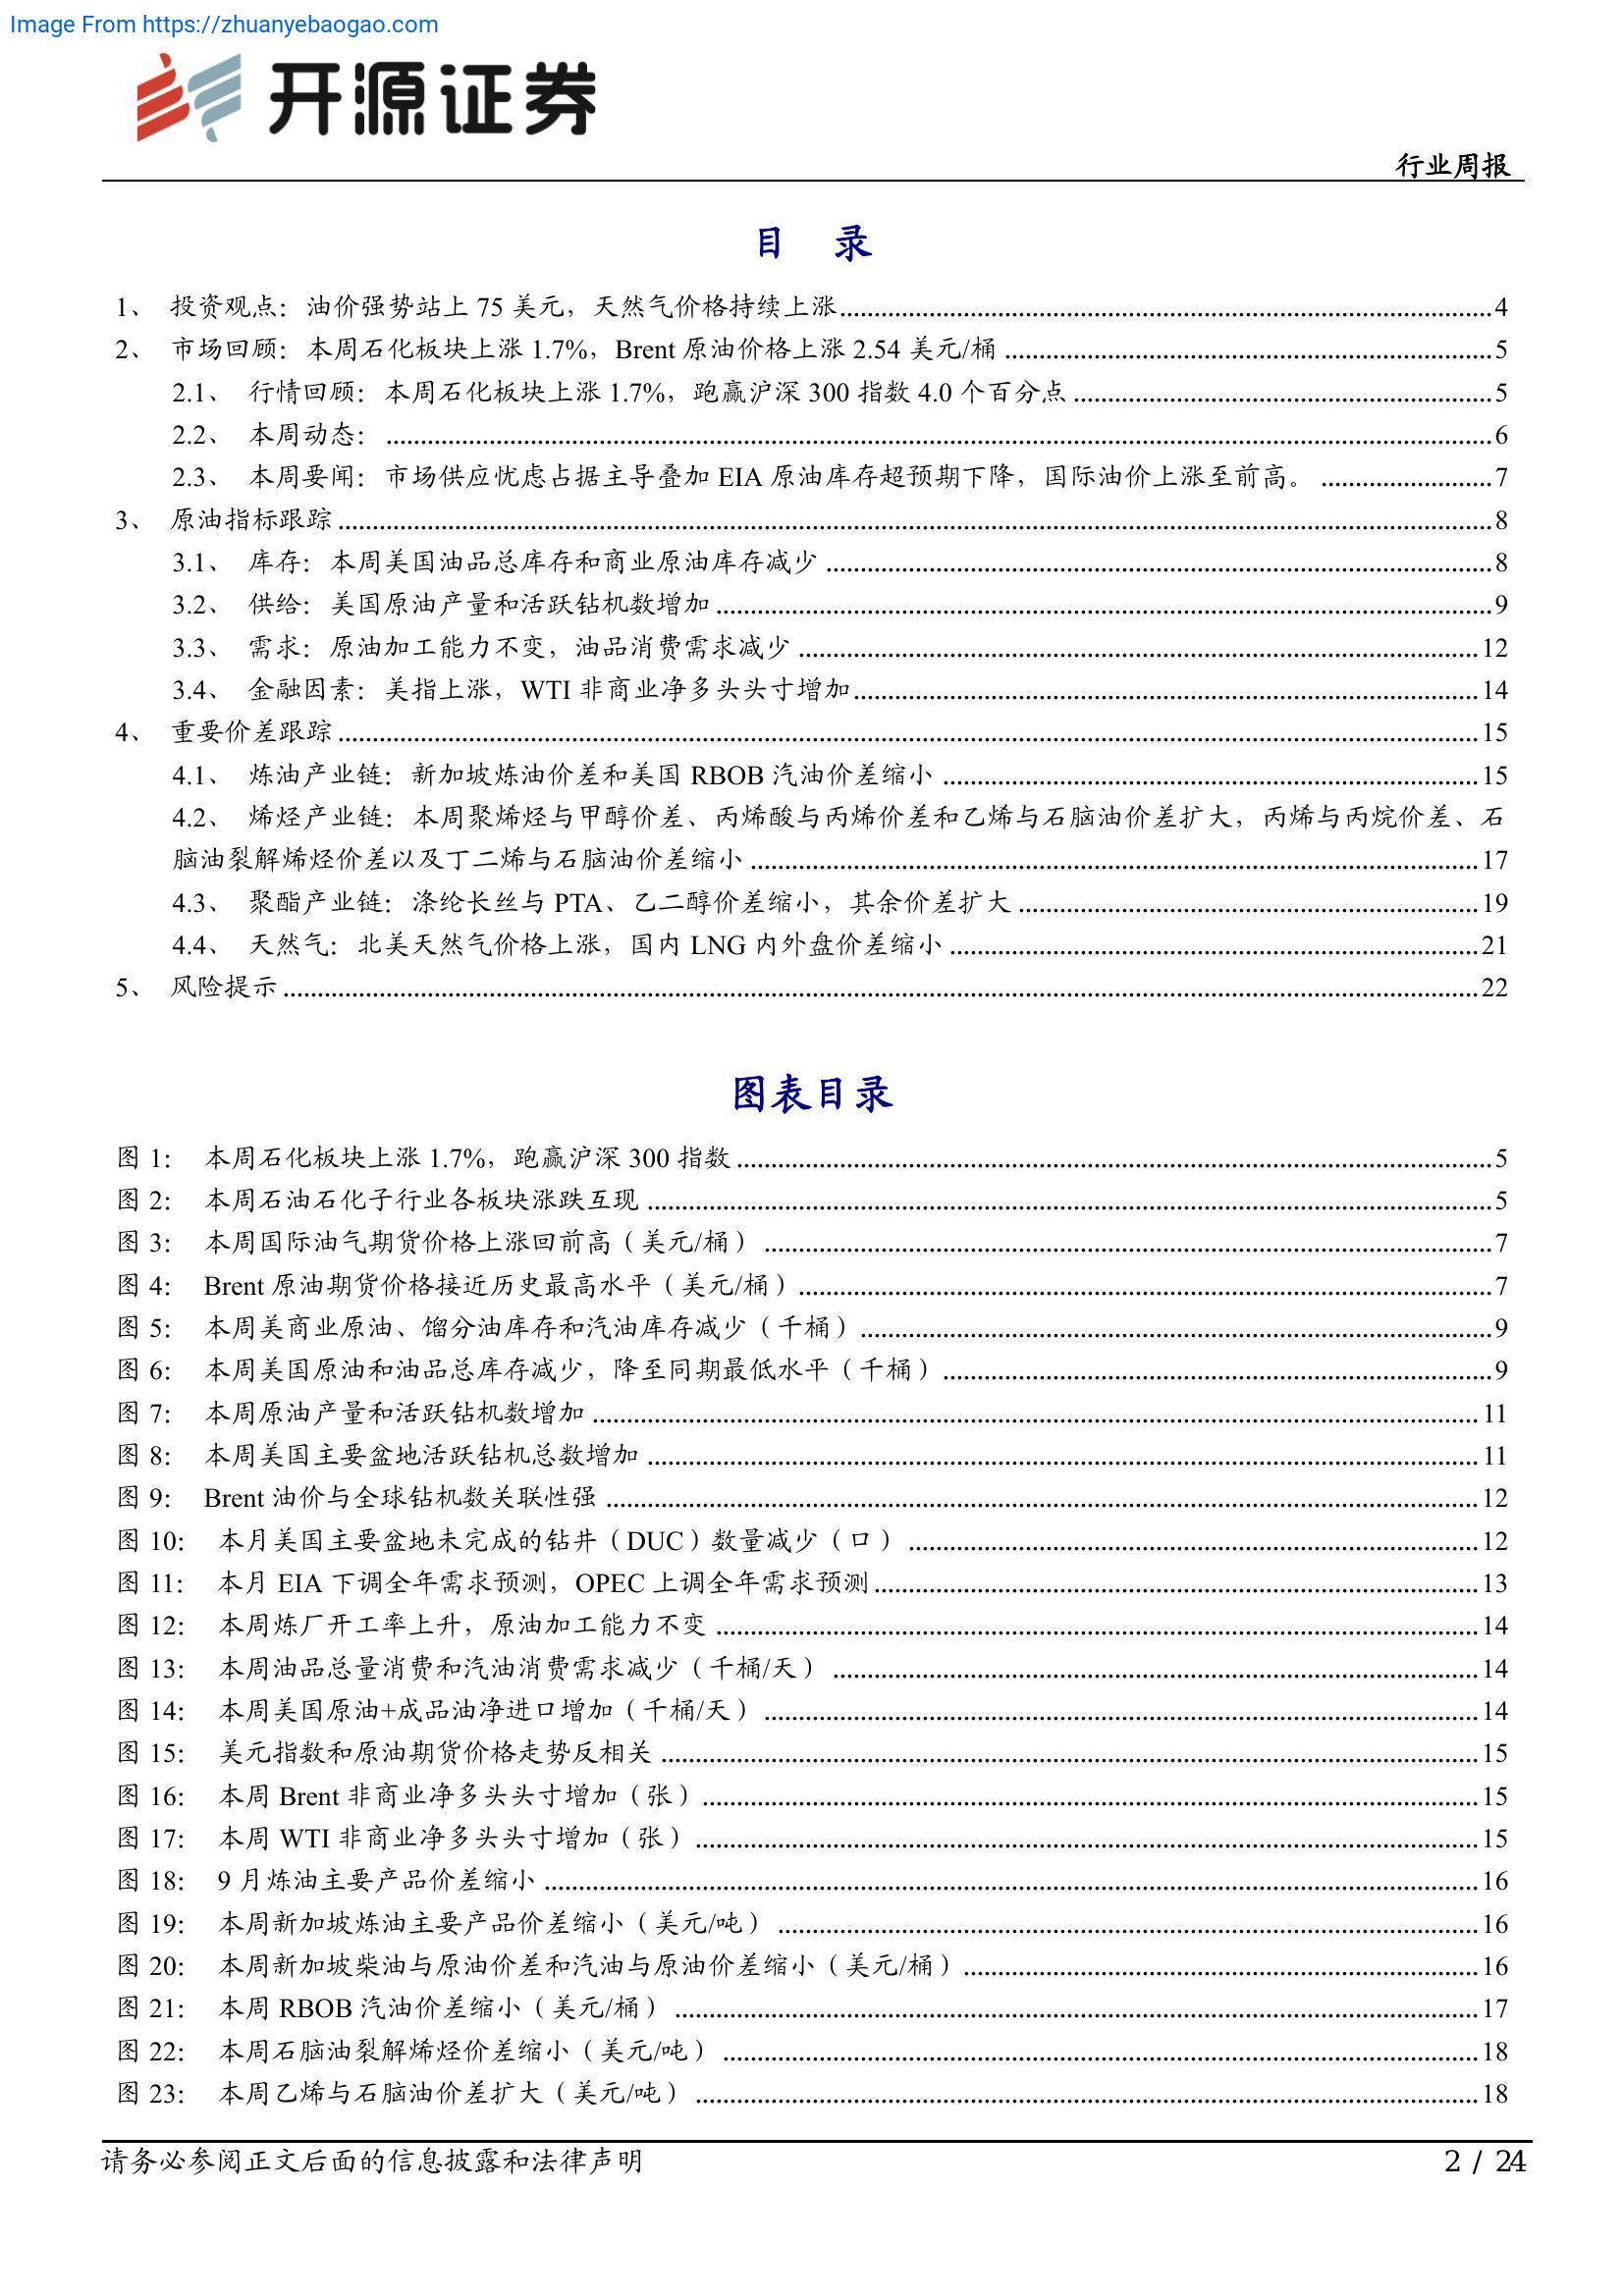 Image From https://zhuanyebaogao.com
开源证券
行业周报
目 录
1、 投资观点：油价强势站上 75 美元，天然气价格持续上涨....................4
2、 市场回顾：本周石化板块上涨 1.7%，Brent 原油价格上涨 2.54 美元/桶....................5
2.1、 行情回顾：本周石化板块上涨 1.7%，跑赢沪深 300 指数 4.0 个百分点....................5
2.2、 本周动态：....................6
2.3、 本周要闻：市场供应忧虑占据主导叠加 EIA 原油库存超预期下降，国际油价上涨至前高。....................7
3、 原油指标跟踪....................8
3.1、 库存：本周美国油品总库存和商业原油库存减少....................8
3.2、 供给：美国原油产量和活跃钻机数增加....................9
3.3、 需求：原油加工能力不变，油品消费需求减少....................12
3.4、 金融因素：美指上涨，WTI 非商业净多头头寸增加....................14
4、 重要价差跟踪....................15
4.1、 炼油产业链：新加坡炼油价差和美国 RBOB 汽油价差缩小....................15
4.2、 烯烃产业链：本周聚烯烃与甲醇价差、丙烯酸与丙烯价差和乙烯与石脑油价差扩大，丙烯与丙烷价差、石
脑油裂解烯烃价差以及丁二烯与石脑油价差缩小....................17
4.3、 聚酯产业链：涤纶长丝与 PTA、乙二醇价差缩小，其余价差扩大....................19
4.4、 天然气：北美天然气价格上涨，国内 LNG 内外盘价差缩小....................21
5、 风险提示....................22
图表目录
图 1： 本周石化板块上涨 1.7%，跑赢沪深 300 指数....................5
图 2： 本周石油石化子行业各板块涨跌互现....................5
图 3： 本周国际油气期货价格上涨回前高（美元/桶）....................7
图 4： Brent 原油期货价格接近历史最高水平（美元/桶）....................7
图 5： 本周美商业原油、馏分油库存和汽油库存减少（千桶）....................9
图 6： 本周美国原油和油品总库存减少，降至同期最低水平（千桶）....................9
图 7： 本周原油产量和活跃钻机数增加....................11
图 8： 本周美国主要盆地活跃钻机总数增加....................11
图 9： Brent 油价与全球钻机数关联性强....................12
图 10： 本月美国主要盆地未完成的钻井（DUC）数量减少（口）....................12
图 11： 本月 EIA 下调全年需求预测，OPEC 上调全年需求预测....................13
图 12： 本周炼厂开工率上升，原油加工能力不变....................14
图 13： 本周油品总量消费和汽油消费需求减少（千桶/天）....................14
图 14： 本周美国原油+成品油净进口增加（千桶/天）....................14
图 15： 美元指数和原油期货价格走势反相关....................15
图 16： 本周 Brent 非商业净多头头寸增加（张）....................15
图 17： 本周 WTI 非商业净多头头寸增加（张）....................15
图 18： 9 月炼油主要产品价差缩小....................16
图 19： 本周新加坡炼油主要产品价差缩小（美元/吨）....................16
图 20： 本周新加坡柴油与原油价差和汽油与原油价差缩小（美元/桶）....................16
图 21： 本周 RBOB 汽油价差缩小（美元/桶）....................17
图 22： 本周石脑油裂解烯烃价差缩小（美元/吨）....................18
图 23： 本周乙烯与石脑油价差扩大（美元/吨）....................18
请务必参阅正文后面的信息披露和法律声明
2 / 24